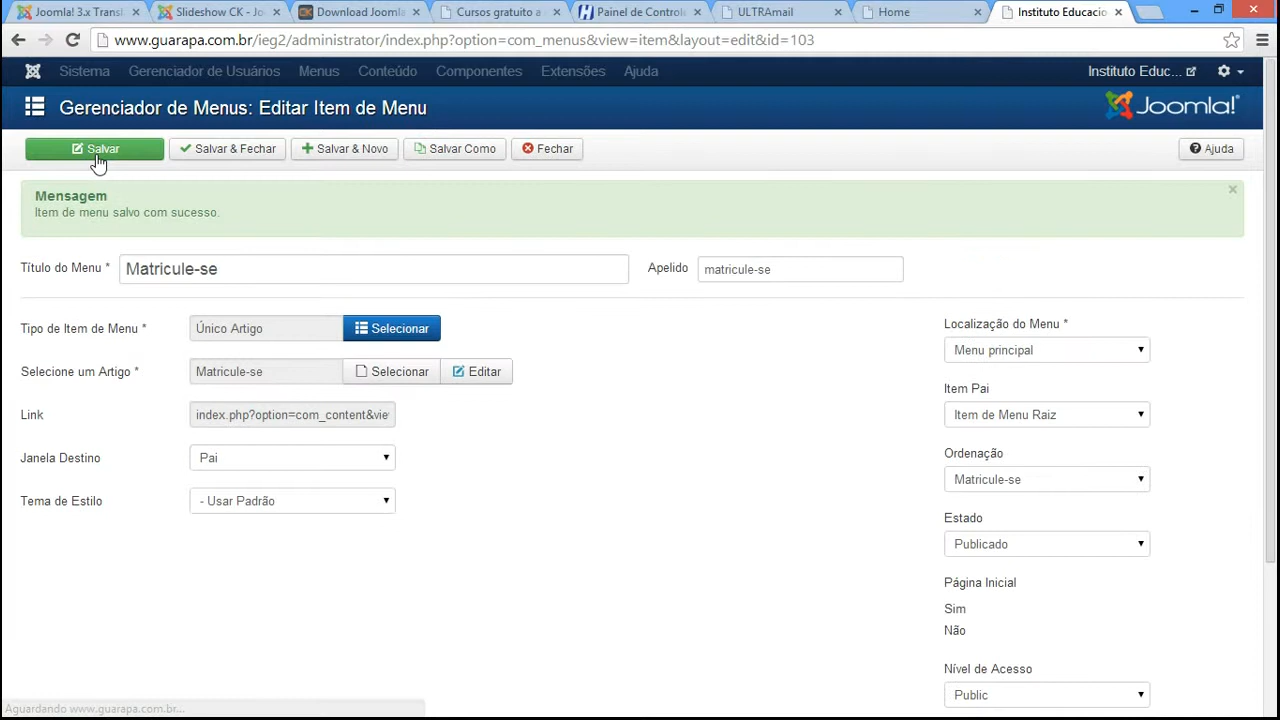 Joomla! 3.x Transl
Slideshow CK - Joo
Download Joomla
Cursos gratuito a
Painel de Control
ULTRAmail
Home
Instituto Educacio
www.guarapa.com.br/ieg2/administrator/index.php?option=com_menus&view=item&layout=edit&id=103
Sistema Gerenciador de Usuários Menus Conteúdo Componentes Extensões Ajuda Instituto Educ...
Gerenciador de Menus: Editar Item de Menu Joomla!
Salvar Salvar & Fechar Salvar & Novo Salvar Como Fechar Ajuda
Mensagem
Item de menu salvo com sucesso.
Título do Menu * Matricule-se Apelido matricule-se
Tipo de Item de Menu * Único Artigo Selecionar
Selecione um Artigo * Matricule-se Selecionar Editar
Link index.php?option=com_content&vie
Janela Destino Pai
Tema de Estilo - Usar Padrão
Localização do Menu *
Menu principal
Item Pai
Item de Menu Raiz
Ordenação
Matricule-se
Estado
Publicado
Página Inicial
Sim
Não
Nível de Acesso
Public
Aguardando www.guarapa.com.br...